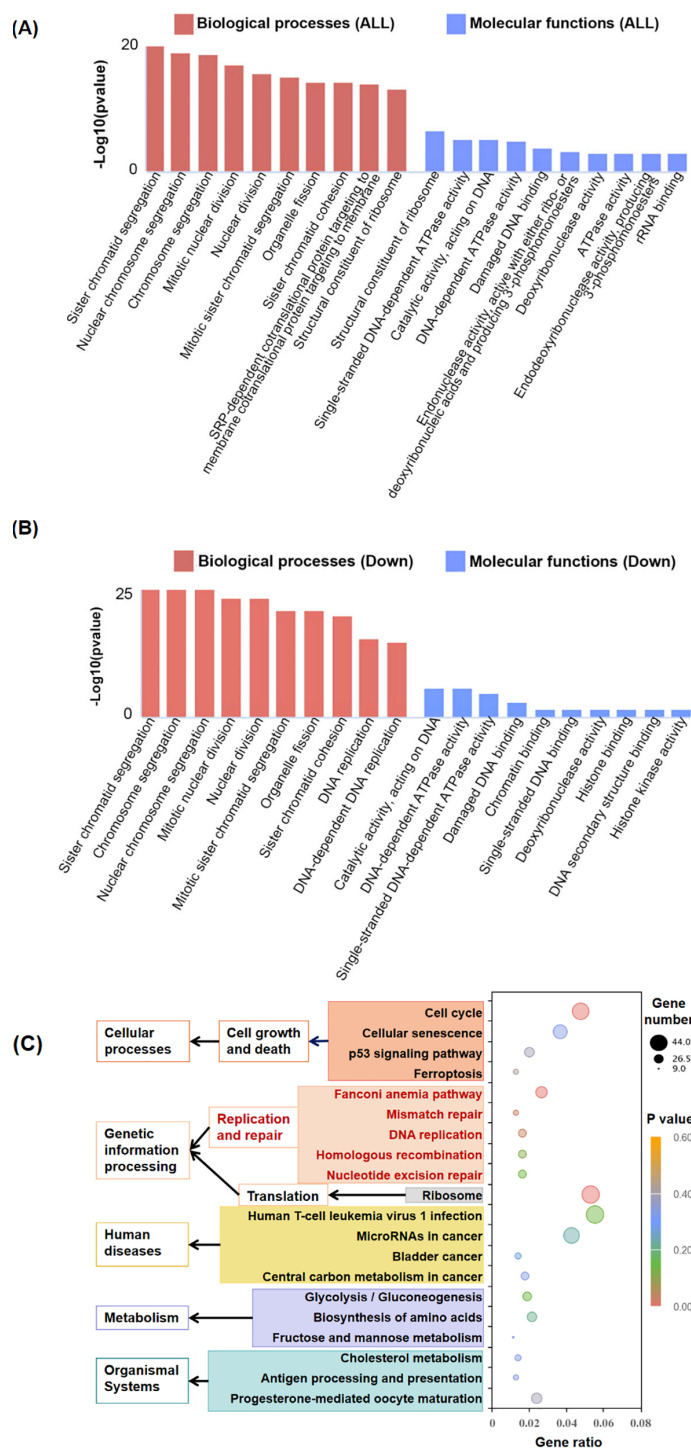 (A)
Biological processes (ALL)
Molecular functions (ALL)
20
-Log10(pvalue)
0
Sister chromatid segregation
Nuclear chromosome segregation
Chromosome segregation
Mitotic nuclear division
Nuclear division
Mitotic sister chromatid segregation
Organelle fission
Sister chromatid cohesion
SRP-dependent cotranslational protein targeting to
membrane cotranslational protein targeting to membrane
Structural constituent of ribosome
Structural constituent of ribosome
Single-stranded DNA-dependent ATPase activity
Catalytic activity, acting on DNA
DNA-dependent ATPase activity
Damaged DNA binding
Endonuclease activity, active with either ribo- or
deoxyribonucleic acids and producing 3'-phosphomonoesters
Deoxyribonuclease activity
ATPase activity
Endodeoxyribonuclease activity, producing
3'-phosphomonoesters
rRNA binding
(B)
Biological processes (Down)
Molecular functions (Down)
25
-Log10(pvalue)
0
Sister chromatid segregation
Chromosome segregation
Nuclear chromosome segregation
Mitotic nuclear division
Nuclear division
Mitotic sister chromatid segregation
Organelle fission
Sister chromatid cohesion
DNA replication
DNA-dependent DNA replication
Catalytic activity, acting on DNA
DNA-dependent ATPase activity
Single-stranded DNA-dependent ATPase activity
Damaged DNA binding
Chromatin binding
Single-stranded DNA binding
Deoxyribonuclease activity
Histone binding
DNA secondary structure binding
Histone kinase activity
(C)
Cellular
processes
Cell growth
and death
Cell cycle
Cellular senescence
p53 signaling pathway
Ferroptosis
Genetic
information
processing
Replication
and repair
Fanconi anemia pathway
Mismatch repair
DNA replication
Homologous recombination
Nucleotide excision repair
Translation
Ribosome
Human
diseases
Human T-cell leukemia virus 1 infection
MicroRNAs in cancer
Bladder cancer
Central carbon metabolism in cancer
Metabolism
Glycolysis / Gluconeogenesis
Biosynthesis of amino acids
Fructose and mannose metabolism
Organismal
Systems
Cholesterol metabolism
Antigen processing and presentation
Progesterone-mediated oocyte maturation
0.00 0.02 0.04 0.06 0.08
Gene ratio
Gene
number
44.0
26.5
9.0
P value
0.60
0.40
0.20
0.00